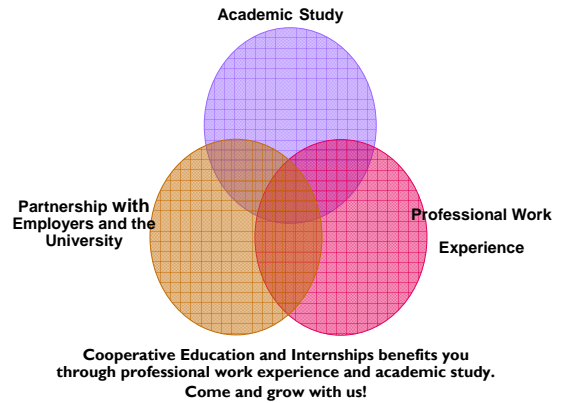 Academic Study
Partnership with
Employers and the
University
Professional Work
Experience
Cooperative Education and Internships benefits you
through professional work experience and academic study.
Come and grow with us!